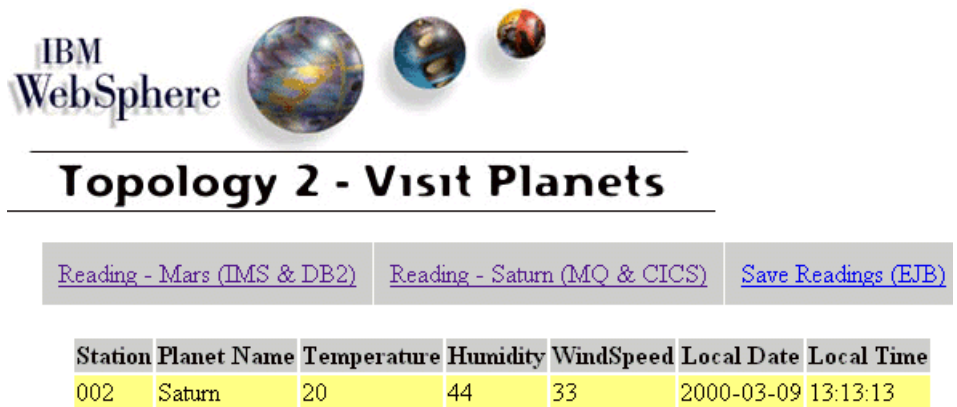 IBM
WebSphere
Topology 2 - Visit Planets
Reading - Mars (IMS & DB2) Reading - Saturn (MQ & CICS) Save Readings (EJB)
Station Planet Name Temperature Humidity WindSpeed Local Date Local Time
002 Saturn 20 44 33 2000-03-09 13:13:13